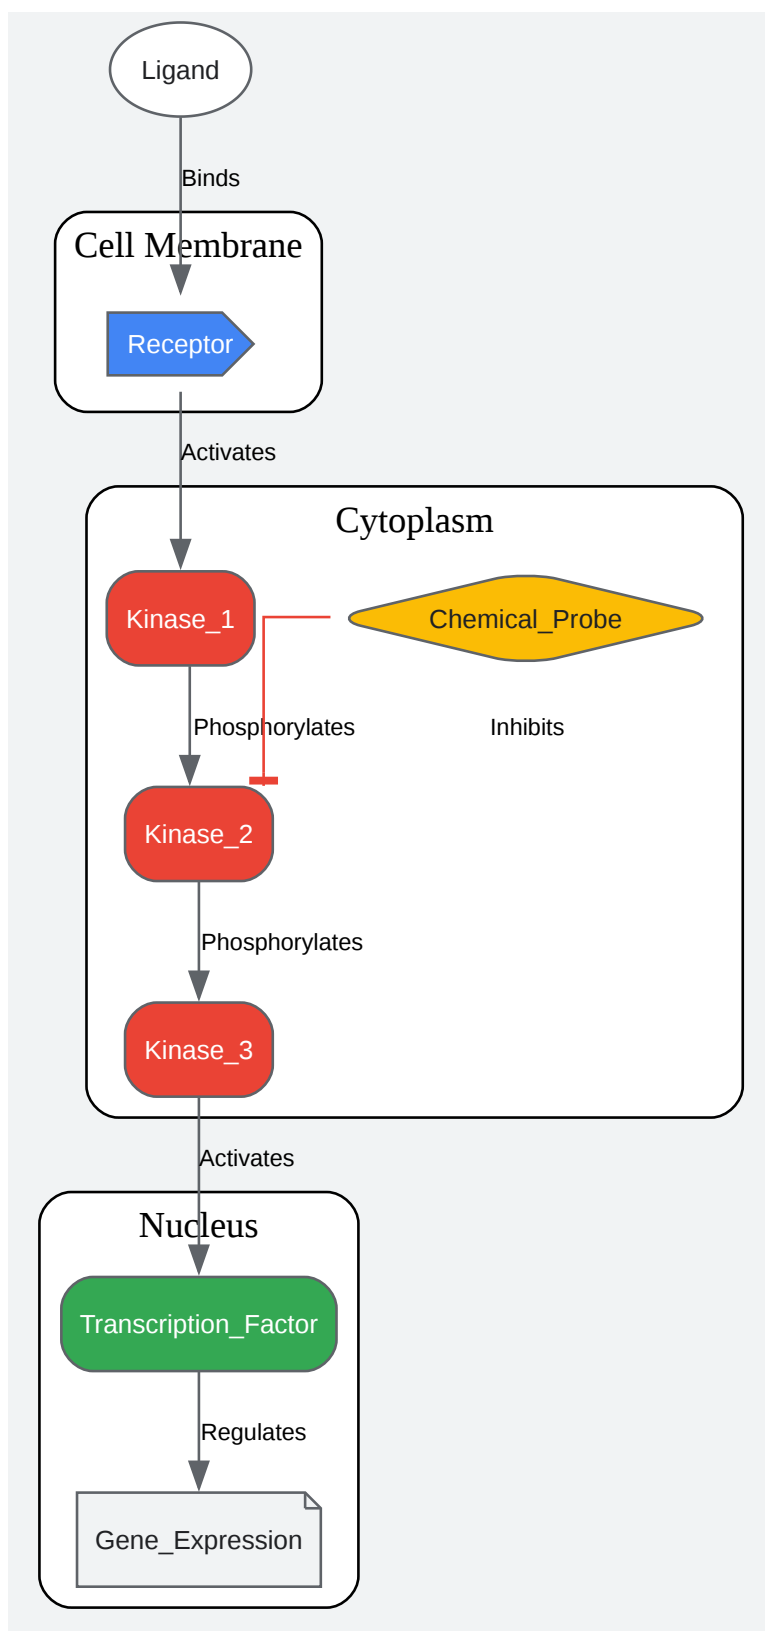 Ligand
Binds
Cell Membrane
Receptor
Activates
Cytoplasm
Kinase_1
Chemical_Probe
Phosphorylates
Inhibits
Kinase_2
Phosphorylates
Kinase_3
Activates
Nucleus
Transcription_Factor
Regulates
Gene_Expression